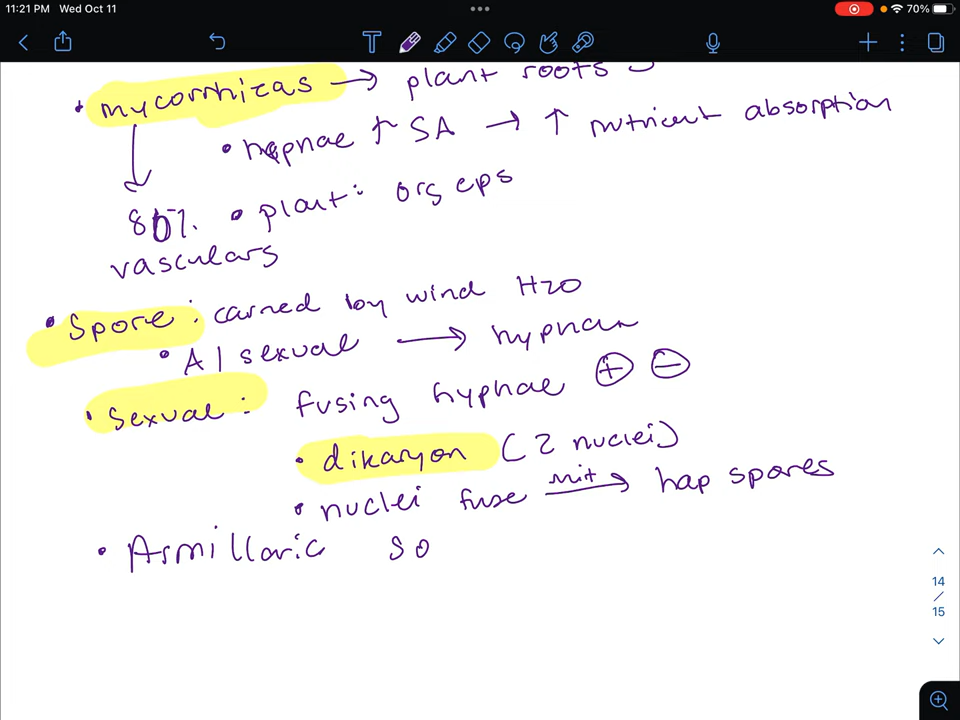 11:21 PM Wed Oct 11
70%
• mycorrhizas → plant roots
• hephae ↑ SA → ↑ nutrient absorption
80% • plant: org cps
vasculars
• Spore: carried by wind H2O
• A | sexual → hyphae
• Sexual: fusing hyphae + −
• dikaryon (2 nuclei)
• nuclei fuse mit→ hap spores
• Armillaric so
14
/
15